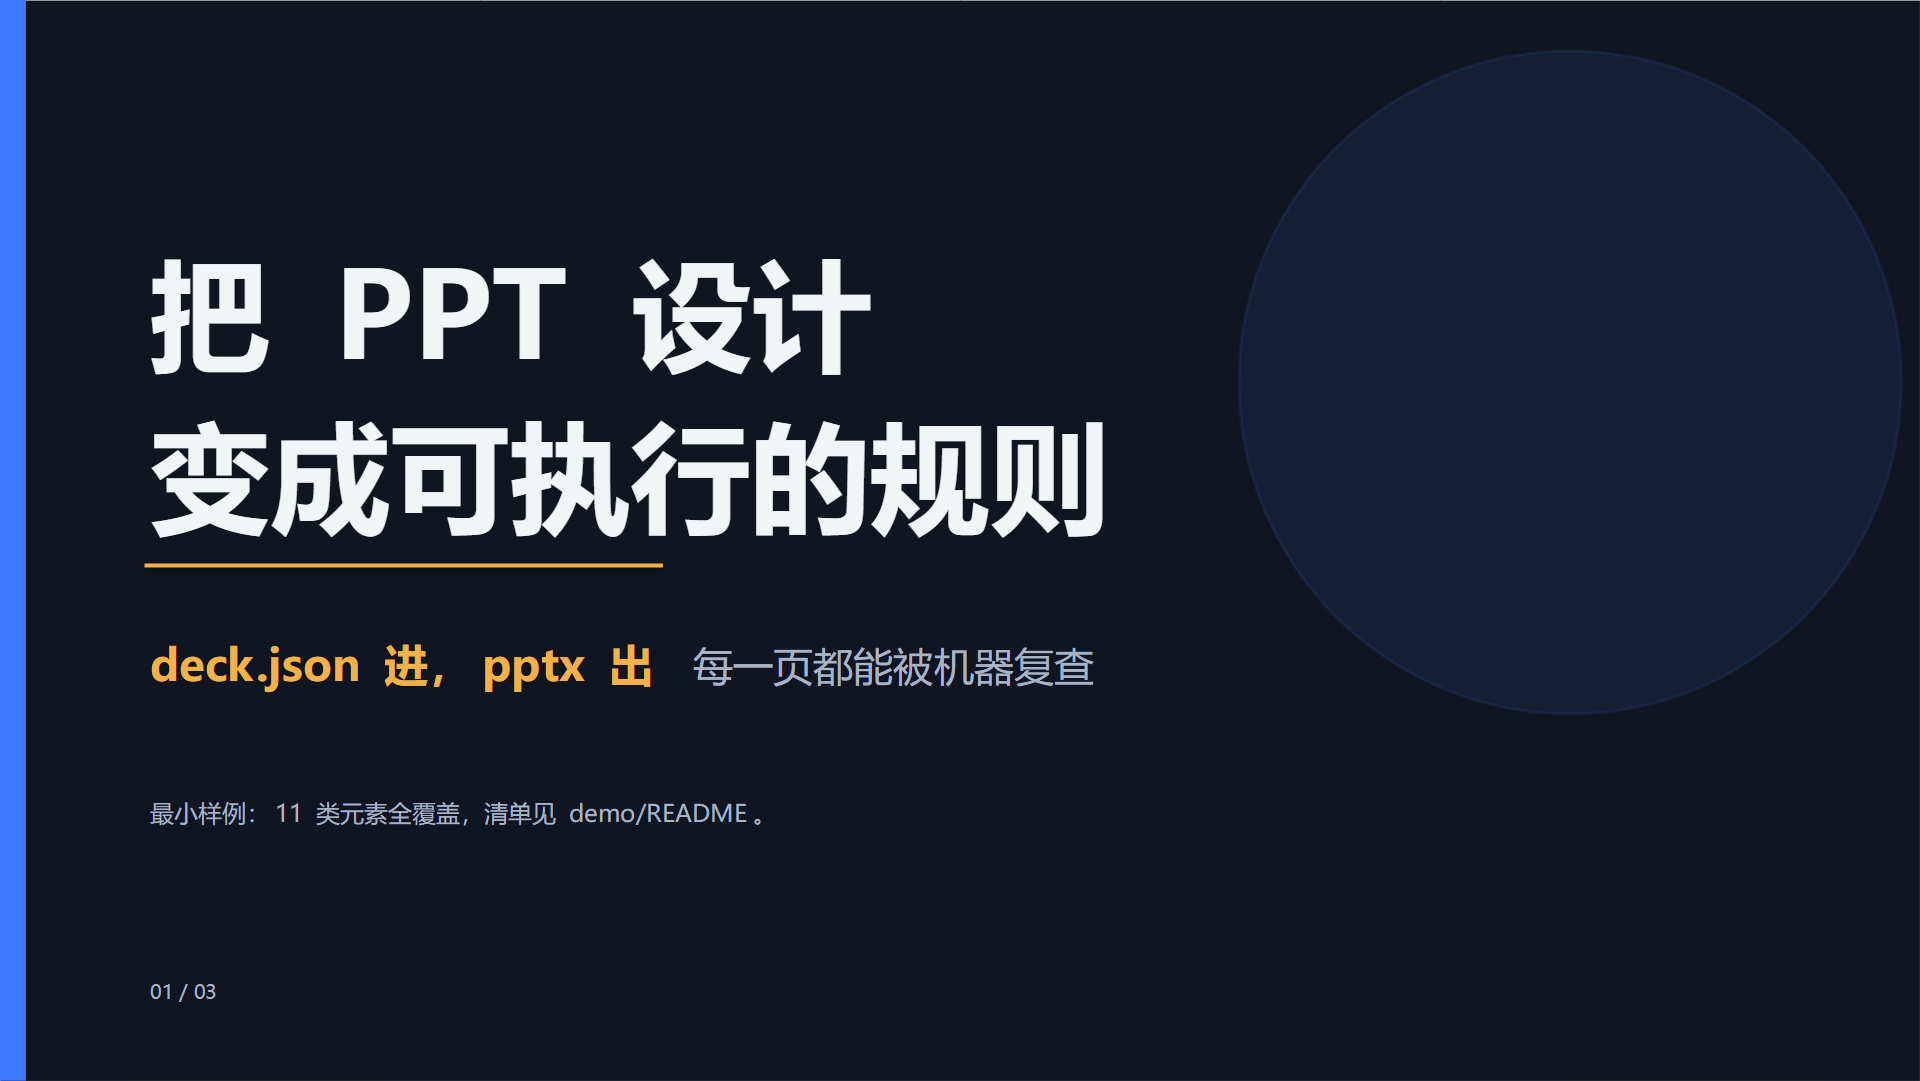 把 PPT 设计
变成可执行的规则
deck.json 进，pptx 出 每一页都能被机器复查
最小样例：11 类元素全覆盖，清单见 demo/README。
01 / 03